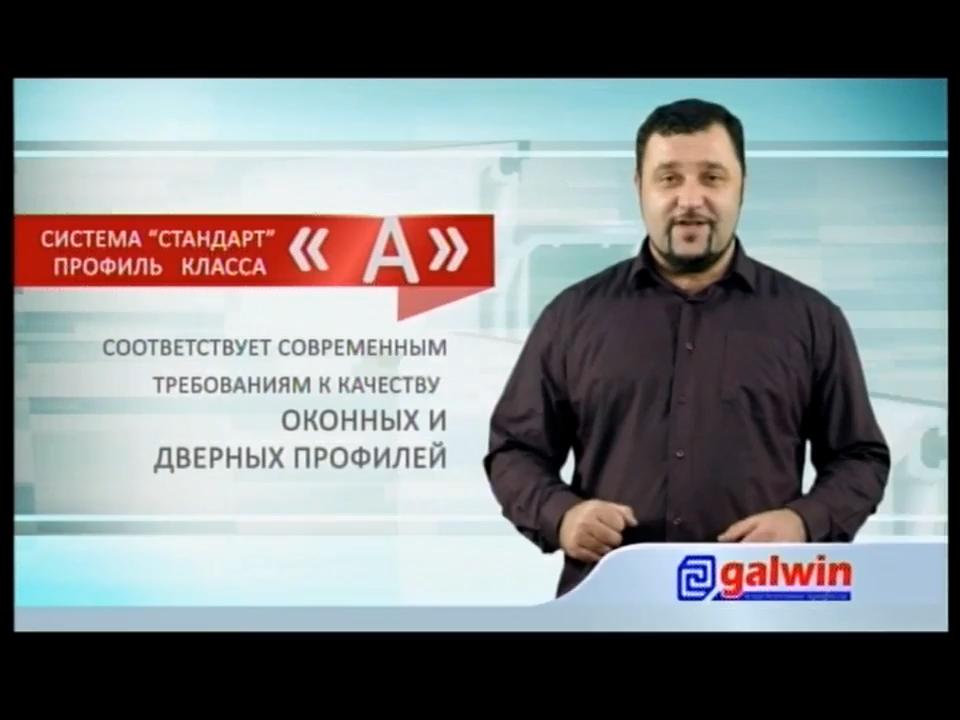 СИСТЕМА “СТАНДАРТ”
ПРОФИЛЬ КЛАССА
« А»
СООТВЕТСТВУЕТ СОВРЕМЕННЫМ
ТРЕБОВАНИЯМ К КАЧЕСТВУ
ОКОННЫХ И
ДВЕРНЫХ ПРОФИЛЕЙ
galwin